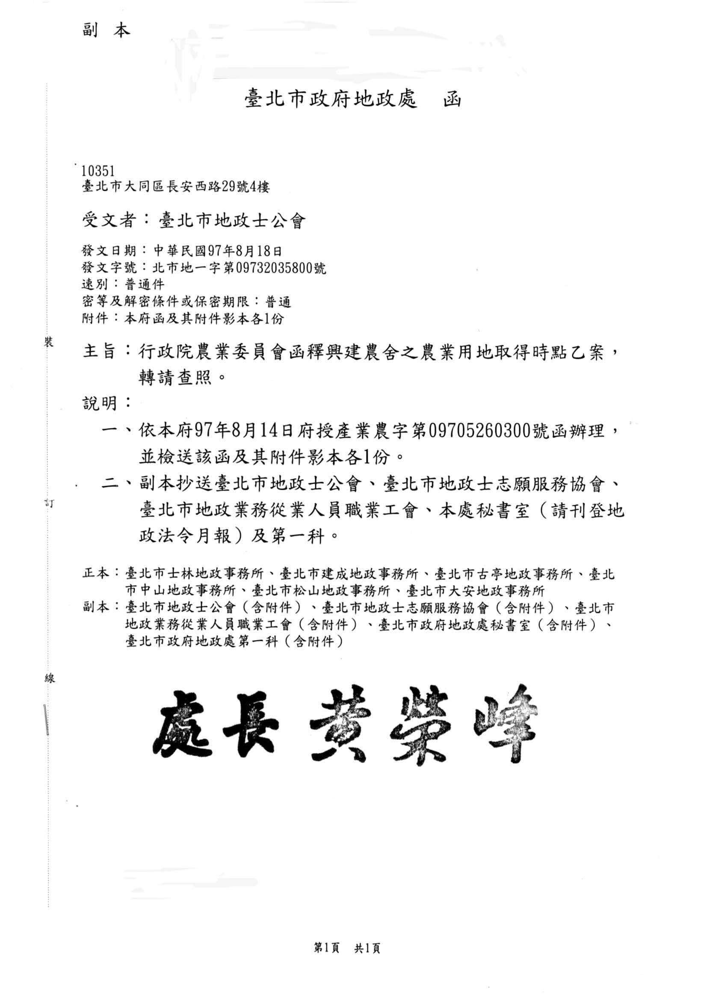 副 本
臺北市政府地政處 函
10351
臺北市大同區長安西路29號4樓
受文者：臺北市地政士公會
發文日期：中華民國97年8月18日
發文字號：北市地一字第09732035800號
速別：普通件
密等及解密條件或保密期限：普通
附件：本府函及其附件影本各1份
主旨：行政院農業委員會函釋興建農舍之農業用地取得時點乙案，
轉請查照。
說明：
一、依本府97年8月14日府授產業農字第09705260300號函辦理，
並檢送該函及其附件影本各1份。
二、副本抄送臺北市地政士公會、臺北市地政士志願服務協會、
臺北市地政業務從業人員職業工會、本處秘書室（請刊登地
政法令月報）及第一科。
正本：臺北市士林地政事務所、臺北市建成地政事務所、臺北市古亭地政事務所、臺北
市中山地政事務所、臺北市松山地政事務所、臺北市大安地政事務所
副本：臺北市地政士公會（含附件）、臺北市地政士志願服務協會（含附件）、臺北市
地政業務從業人員職業工會（含附件）、臺北市政府地政處秘書室（含附件）、
臺北市政府地政處第一科（含附件）
處長黃榮峰
裝
訂
線
第1頁 共1頁